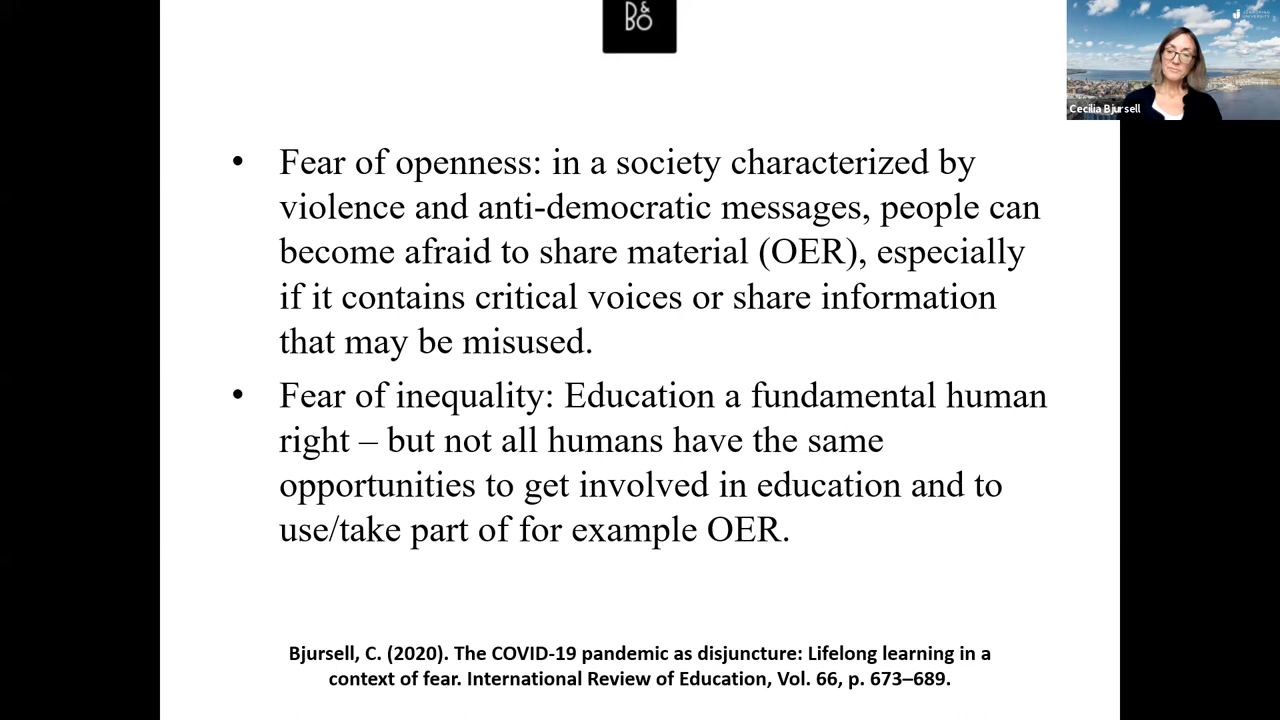 D&
BO
JÖNKÖPING
UNIVERSITY
Cecilia Bjursell
• Fear of openness: in a society characterized by
violence and anti-democratic messages, people can
become afraid to share material (OER), especially
if it contains critical voices or share information
that may be misused.
• Fear of inequality: Education a fundamental human
right – but not all humans have the same
opportunities to get involved in education and to
use/take part of for example OER.
Bjursell, C. (2020). The COVID-19 pandemic as disjuncture: Lifelong learning in a
context of fear. International Review of Education, Vol. 66, p. 673–689.